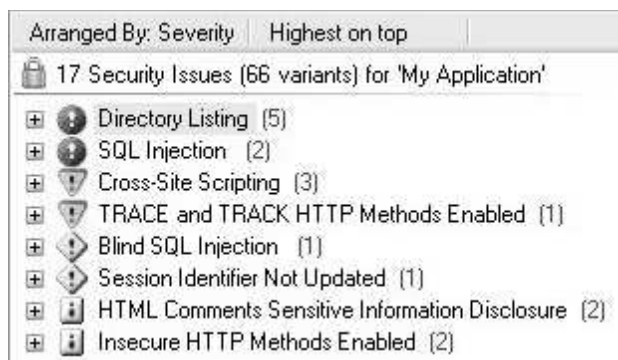 Arranged By: Severity Highest on top
17 Security Issues (66 variants) for 'My Application'
Directory Listing (5)
SQL Injection (2)
Cross-Site Scripting (3)
TRACE and TRACK HTTP Methods Enabled (1)
Blind SQL Injection (1)
Session Identifier Not Updated (1)
HTML Comments Sensitive Information Disclosure (2)
Insecure HTTP Methods Enabled (2)